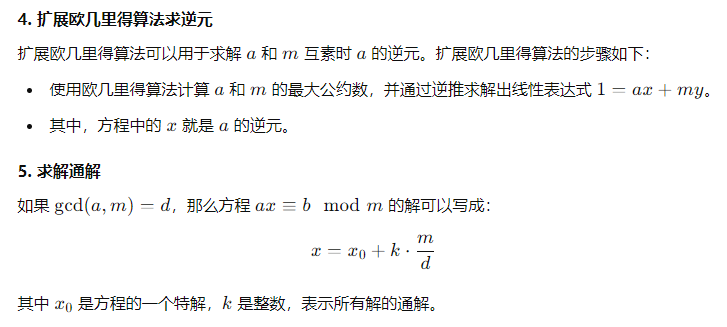 4. 扩展欧几里得算法求逆元
扩展欧几里得算法可以用于求解 a 和 m 互素时 a 的逆元。扩展欧几里得算法的步骤如下：
• 使用欧几里得算法计算 a 和 m 的最大公约数，并通过逆推求解出线性表达式 1 = ax + my。
• 其中，方程中的 x 就是 a 的逆元。
5. 求解通解
如果 gcd(a, m) = d，那么方程 ax ≡ b mod m 的解可以写成：
x = x₀ + k · m/d
其中 x₀ 是方程的一个特解，k 是整数，表示所有解的通解。